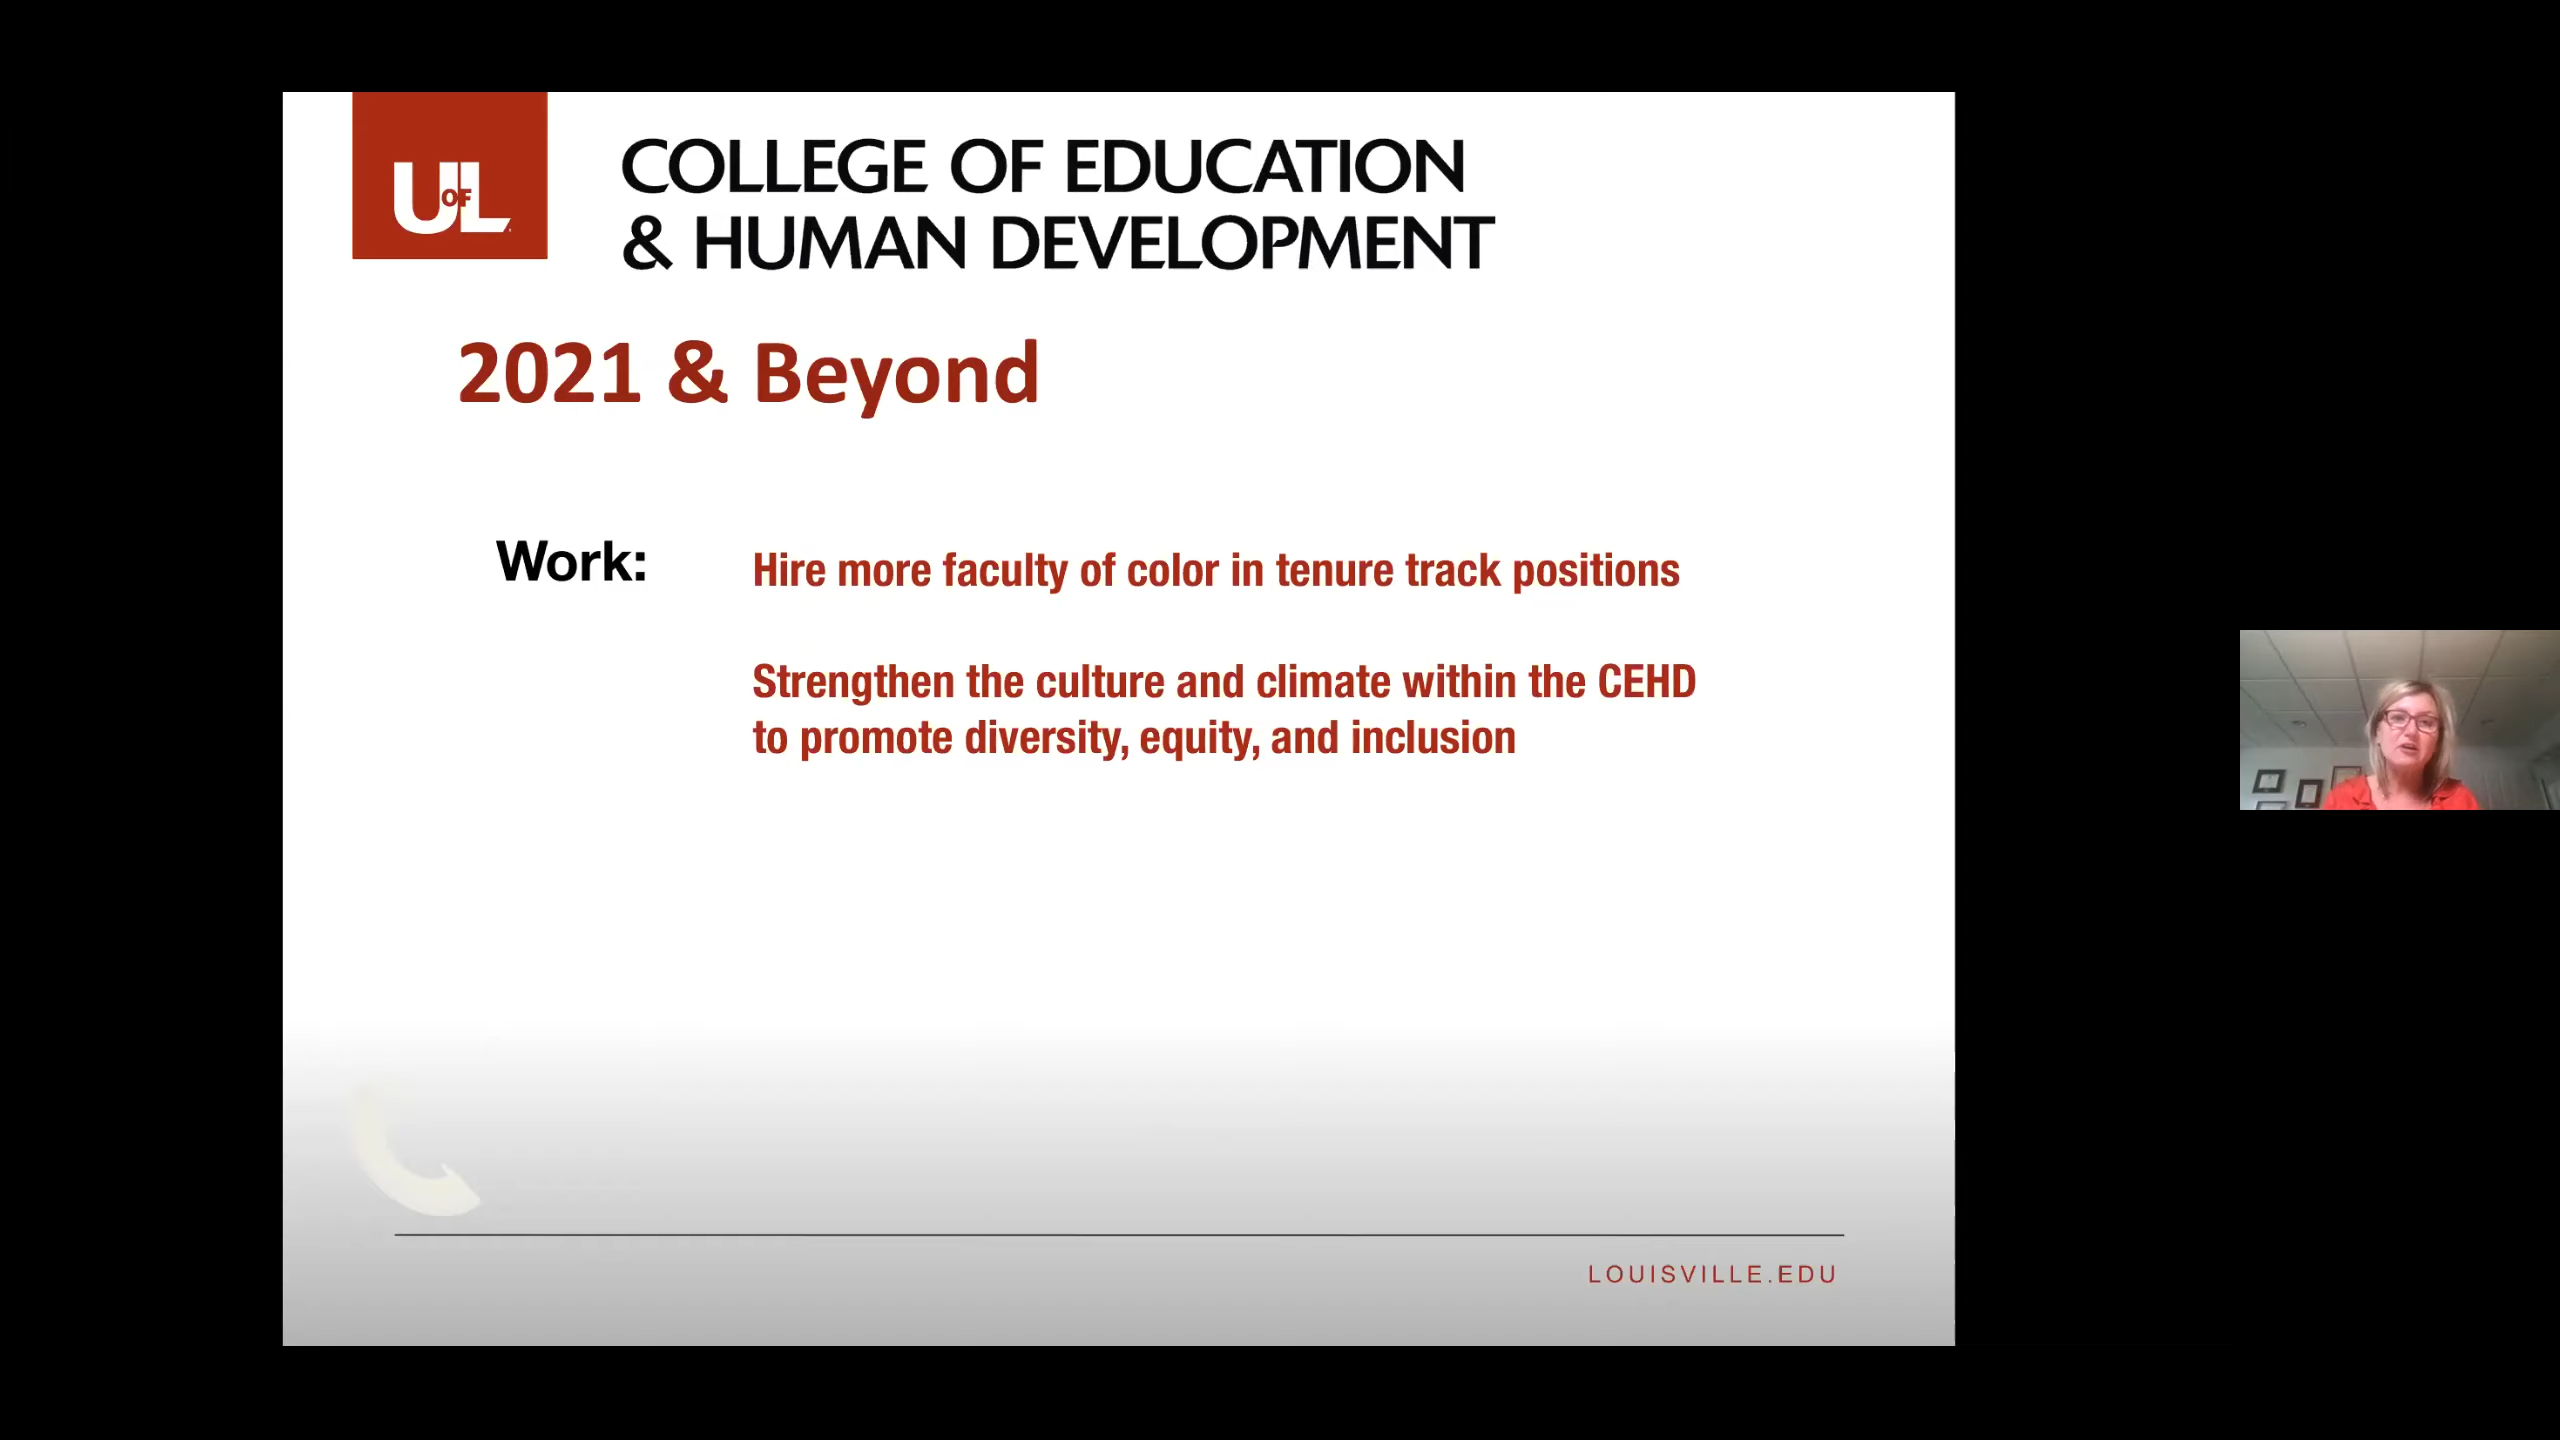 UofL
COLLEGE OF EDUCATION
& HUMAN DEVELOPMENT
2021 & Beyond
Work:
Hire more faculty of color in tenure track positions
Strengthen the culture and climate within the CEHD
to promote diversity, equity, and inclusion
LOUISVILLE.EDU